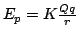 E_p = K\frac{Qq}{r}